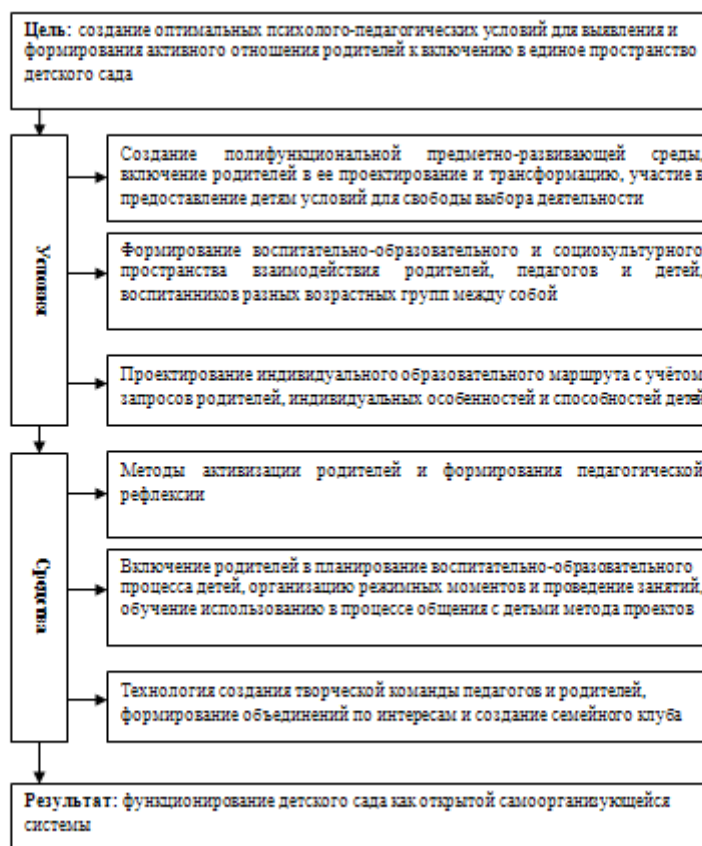 Цель: создание оптимальных психолого-педагогических условий для выявления и
формирования активного отношения родителей к включению в единое пространство
детского сада
Условия
Создание полифункциональной предметно-развивающей среды,
включение родителей в ее проектирование и трансформацию, участие в
предоставление детям условий для свободы выбора деятельности
Формирование воспитательно-образовательного и социокультурного
пространства взаимодействия родителей, педагогов и детей,
воспитанников разных возрастных групп между собой
Проектирование индивидуального образовательного маршрута с учётом
запросов родителей, индивидуальных особенностей и способностей детей
Средства
Методы активизации родителей и формирования педагогической
рефлексии
Включение родителей в планирование воспитательно-образовательного
процесса детей, организацию режимных моментов и проведение занятий,
обучение использованию в процессе общения с детьми метода проектов
Технология создания творческой команды педагогов и родителей,
формирование объединений по интересам и создание семейного клуба
Результат: функционирование детского сада как открытой самоорганизующейся
системы